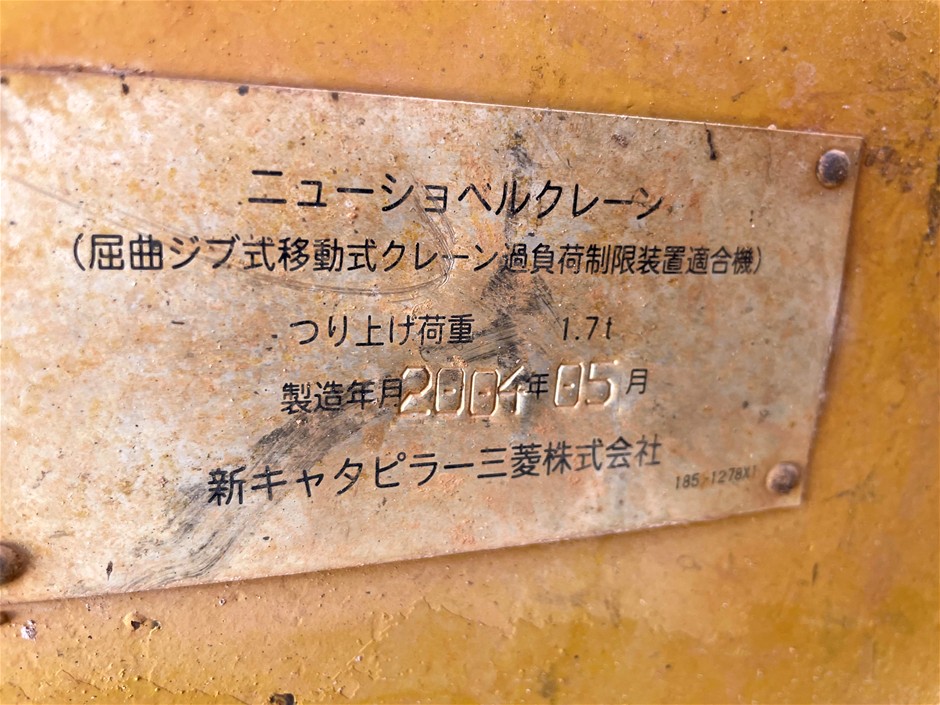 ニューショベルクレーン
(屈曲ジブ式移動式クレーン過負荷制限装置適合機)
つり上げ荷重 1.7t
製造年月2004年05月
新キャタピラー三菱株式会社
185-1278X1